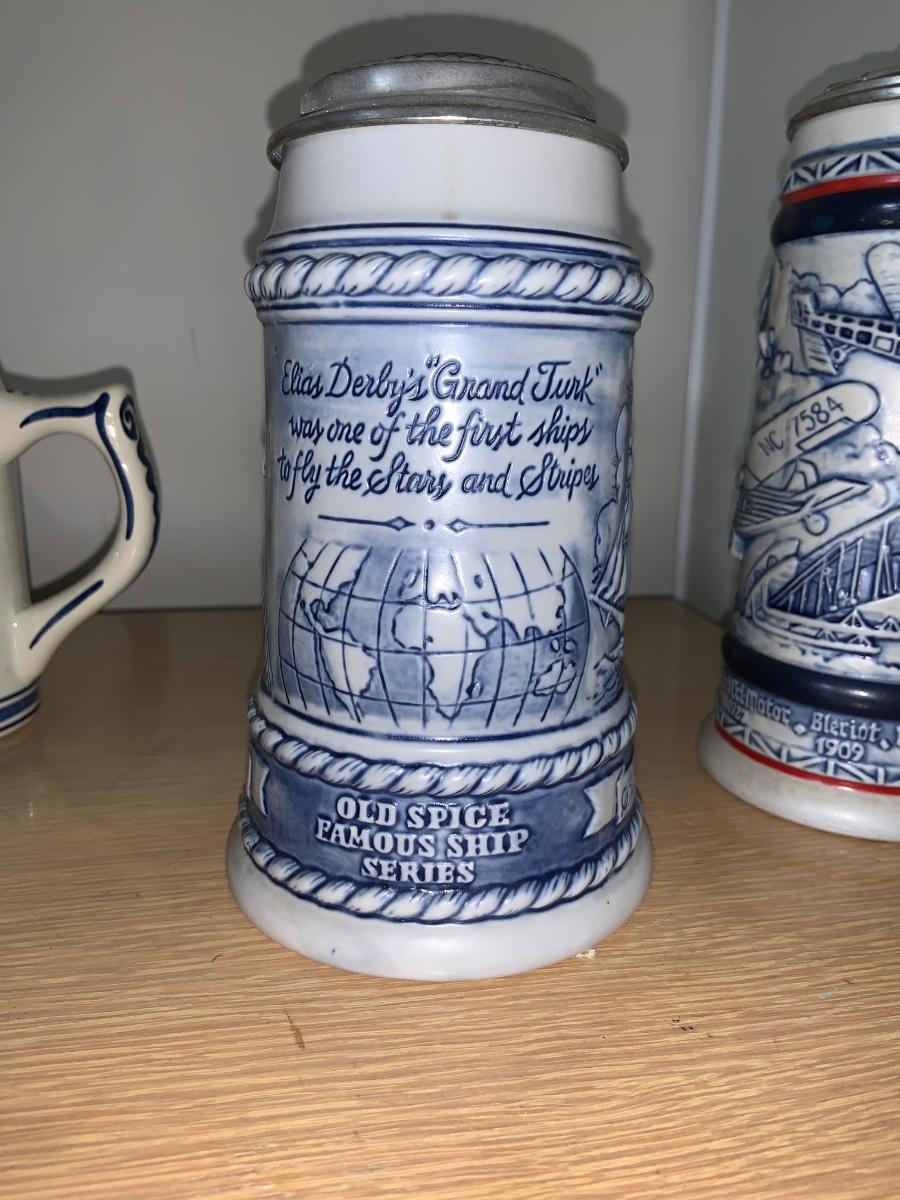 Elias Derby's "Grand Turk"
was one of the first ships
to fly the Stars and Stripes
OLD SPICE
FAMOUS SHIP
SERIES
NC 7584
Bleriot
1909